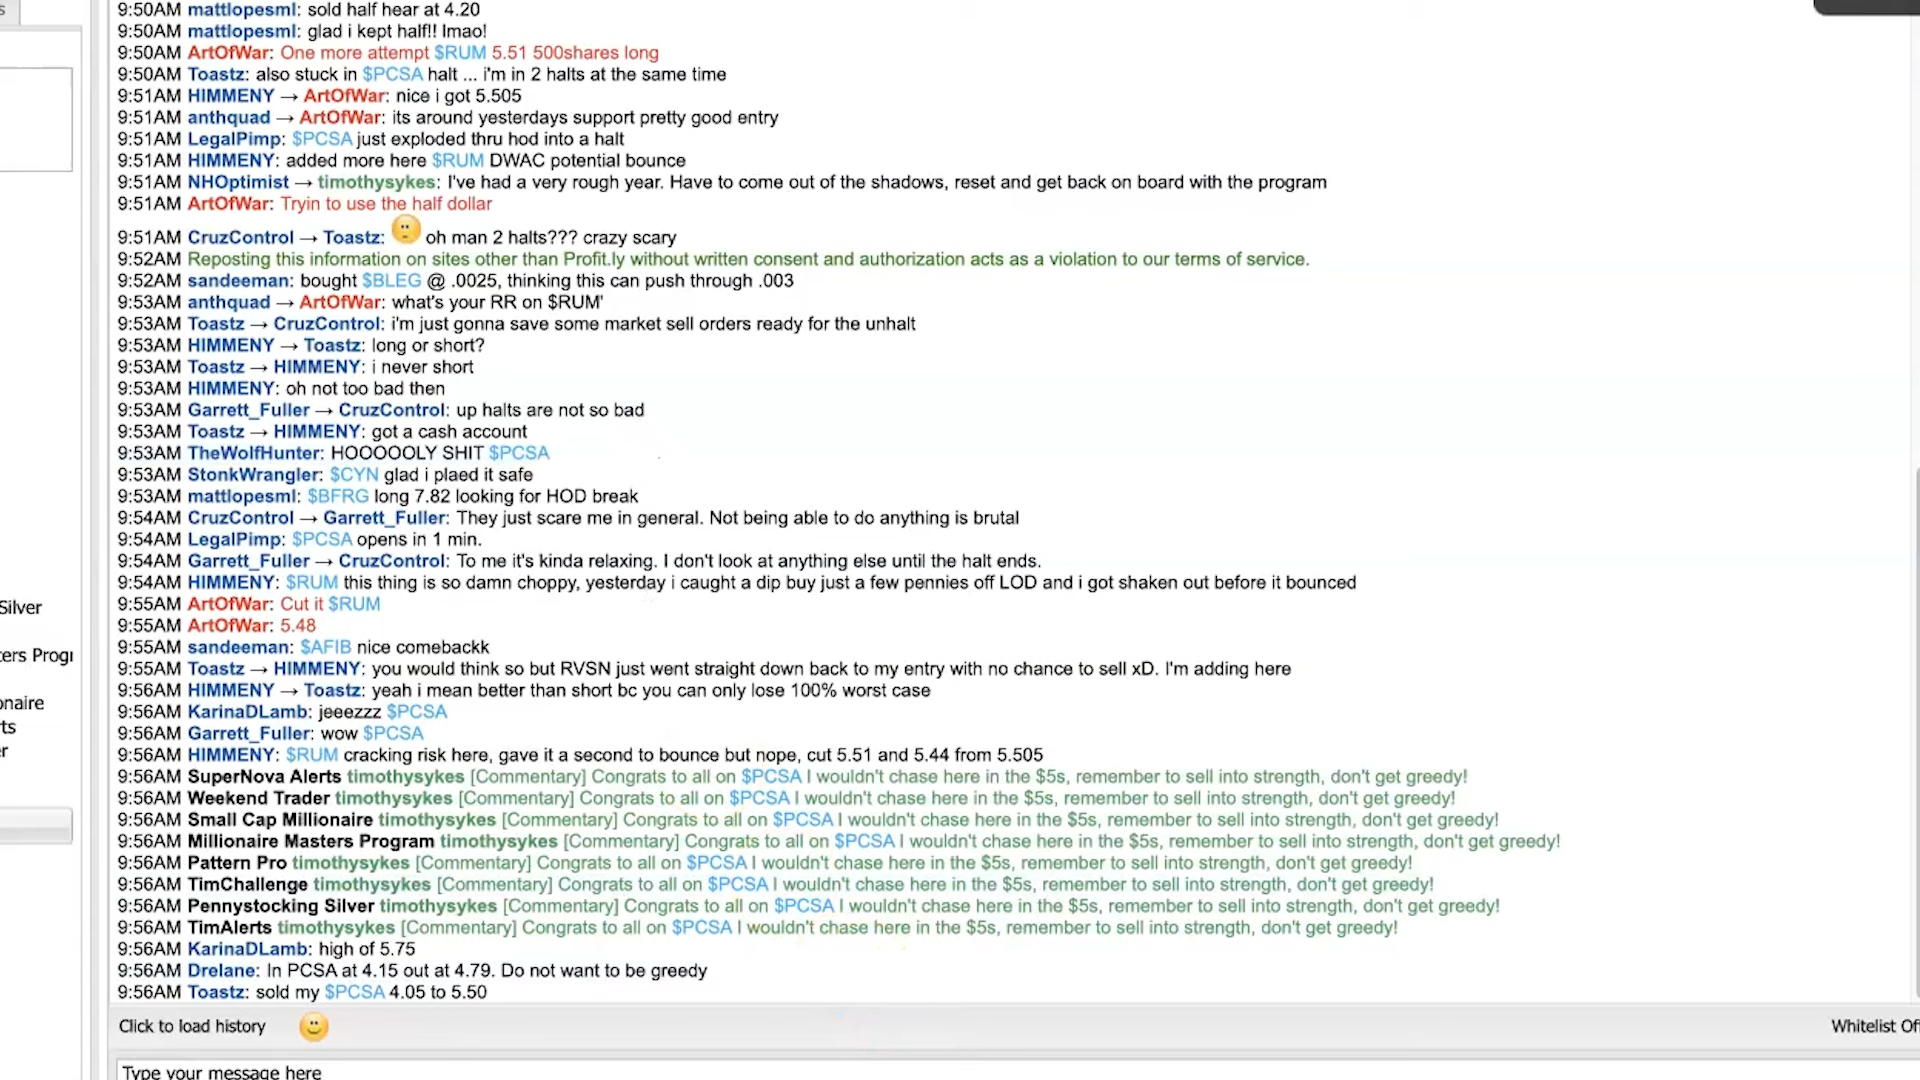 s
9:50AM mattlopesml: sold half hear at 4.20
9:50AM mattlopesml: glad i kept half!! lmao!
9:50AM ArtOfWar: One more attempt $RUM 5.51 500shares long
9:50AM Toastz: also stuck in $PCSA halt ... i'm in 2 halts at the same time
9:51AM HIMMENY → ArtOfWar: nice i got 5.505
9:51AM anthquad → ArtOfWar: its around yesterdays support pretty good entry
9:51AM LegalPimp: $PCSA just exploded thru hod into a halt
9:51AM HIMMENY: added more here $RUM DWAC potential bounce
9:51AM NHOptimist → timothysykes: I've had a very rough year. Have to come out of the shadows, reset and get back on board with the program
9:51AM ArtOfWar: Tryin to use the half dollar
9:51AM CruzControl → Toastz: oh man 2 halts??? crazy scary
9:52AM Reposting this information on sites other than Profit.ly without written consent and authorization acts as a violation to our terms of service.
9:52AM sandeeman: bought $BLEG @ .0025, thinking this can push through .003
9:53AM anthquad → ArtOfWar: what's your RR on $RUM'
9:53AM Toastz → CruzControl: i'm just gonna save some market sell orders ready for the unhalt
9:53AM HIMMENY → Toastz: long or short?
9:53AM Toastz → HIMMENY: i never short
9:53AM HIMMENY: oh not too bad then
9:53AM Garrett_Fuller → CruzControl: up halts are not so bad
9:53AM Toastz → HIMMENY: got a cash account
9:53AM TheWolfHunter: HOOOOOLY SHIT $PCSA
9:53AM StonkWrangler: $CYN glad i plaed it safe
9:53AM mattlopesml: $BFRG long 7.82 looking for HOD break
9:54AM CruzControl → Garrett_Fuller: They just scare me in general. Not being able to do anything is brutal
9:54AM LegalPimp: $PCSA opens in 1 min.
9:54AM Garrett_Fuller → CruzControl: To me it's kinda relaxing. I don't look at anything else until the halt ends.
9:54AM HIMMENY: $RUM this thing is so damn choppy, yesterday i caught a dip buy just a few pennies off LOD and i got shaken out before it bounced
9:55AM ArtOfWar: Cut it $RUM
9:55AM ArtOfWar: 5.48
9:55AM sandeeman: $AFIB nice comebackk
9:55AM Toastz → HIMMENY: you would think so but RVSN just went straight down back to my entry with no chance to sell xD. I'm adding here
9:56AM HIMMENY → Toastz: yeah i mean better than short bc you can only lose 100% worst case
9:56AM KarinaDLamb: jeeezzz $PCSA
9:56AM Garrett_Fuller: wow $PCSA
9:56AM HIMMENY: $RUM cracking risk here, gave it a second to bounce but nope, cut 5.51 and 5.44 from 5.505
9:56AM SuperNova Alerts timothysykes [Commentary] Congrats to all on $PCSA I wouldn't chase here in the $5s, remember to sell into strength, don't get greedy!
9:56AM Weekend Trader timothysykes [Commentary] Congrats to all on $PCSA I wouldn't chase here in the $5s, remember to sell into strength, don't get greedy!
9:56AM Small Cap Millionaire timothysykes [Commentary] Congrats to all on $PCSA I wouldn't chase here in the $5s, remember to sell into strength, don't get greedy!
9:56AM Millionaire Masters Program timothysykes [Commentary] Congrats to all on $PCSA I wouldn't chase here in the $5s, remember to sell into strength, don't get greedy!
9:56AM Pattern Pro timothysykes [Commentary] Congrats to all on $PCSA I wouldn't chase here in the $5s, remember to sell into strength, don't get greedy!
9:56AM TimChallenge timothysykes [Commentary] Congrats to all on $PCSA I wouldn't chase here in the $5s, remember to sell into strength, don't get greedy!
9:56AM Pennystocking Silver timothysykes [Commentary] Congrats to all on $PCSA I wouldn't chase here in the $5s, remember to sell into strength, don't get greedy!
9:56AM TimAlerts timothysykes [Commentary] Congrats to all on $PCSA I wouldn't chase here in the $5s, remember to sell into strength, don't get greedy!
9:56AM KarinaDLamb: high of 5.75
9:56AM Drelane: In PCSA at 4.15 out at 4.79. Do not want to be greedy
9:56AM Toastz: sold my $PCSA 4.05 to 5.50
Silver
ters Progr
onaire
ts
r
Click to load history
Whitelist Of
Type your message here